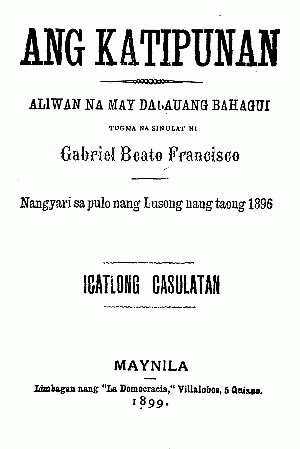 ANG KATIPUNAN
ALIWAN NA MAY DALAUANG BAHAGUI
TUGMA NA SINULAT NI
Gabriel Beato Francisco
Nangyari sa pulo nang Lusong nang taong 1896
ICATLONG CASULATAN
MAYNILA
Limbagan nang "La Democracia," Villalobos, 5 Quiapo.
1899.